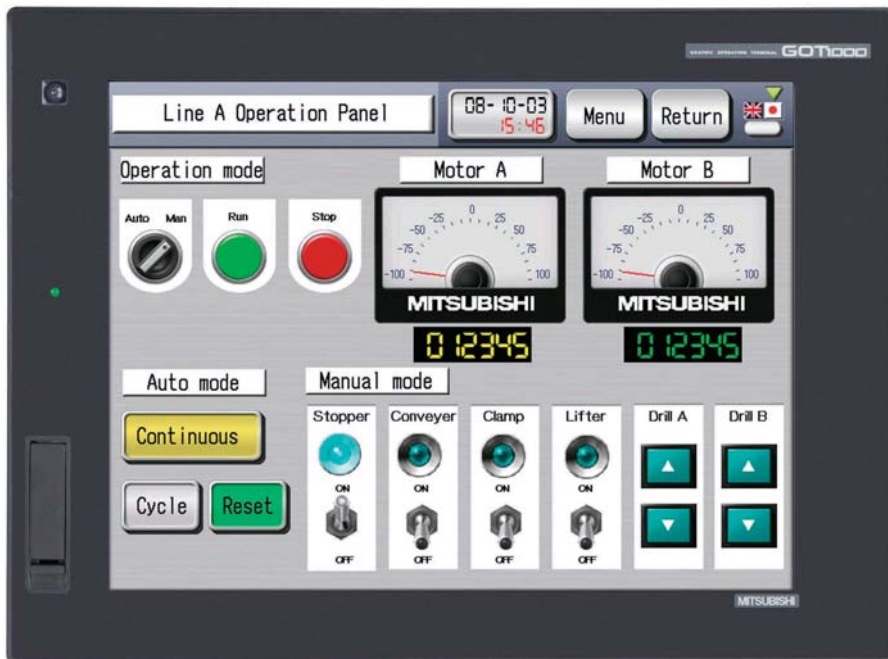 GRAPHIC OPERATION TERMINAL GOT1000
Line A Operation Panel
08-10-03
15:46
Menu
Return
Operation mode
Motor A
Motor B
Auto Man
Run
Stop
-100 -75 -50 -25 0 25 50 75 100
-100 -75 -50 -25 0 25 50 75 100
MITSUBISHI
MITSUBISHI
012345
012345
Auto mode
Manual mode
Continuous
Cycle
Reset
Stopper
Conveyer
Clamp
Lifter
Drill A
Drill B
ON
ON
ON
ON
OFF
OFF
OFF
OFF
MITSUBISHI